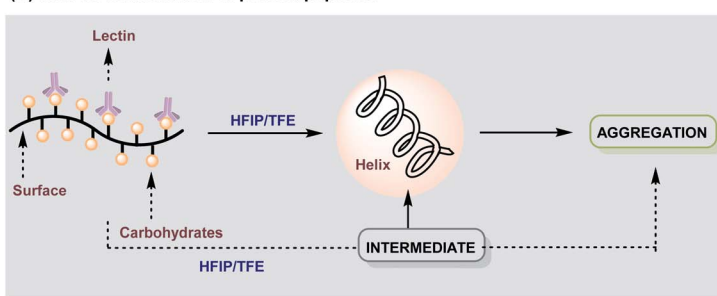 Lectin
HFIP/TFE
AGGREGATION
Helix
Surface
Carbohydrates
INTERMEDIATE
HFIP/TFE